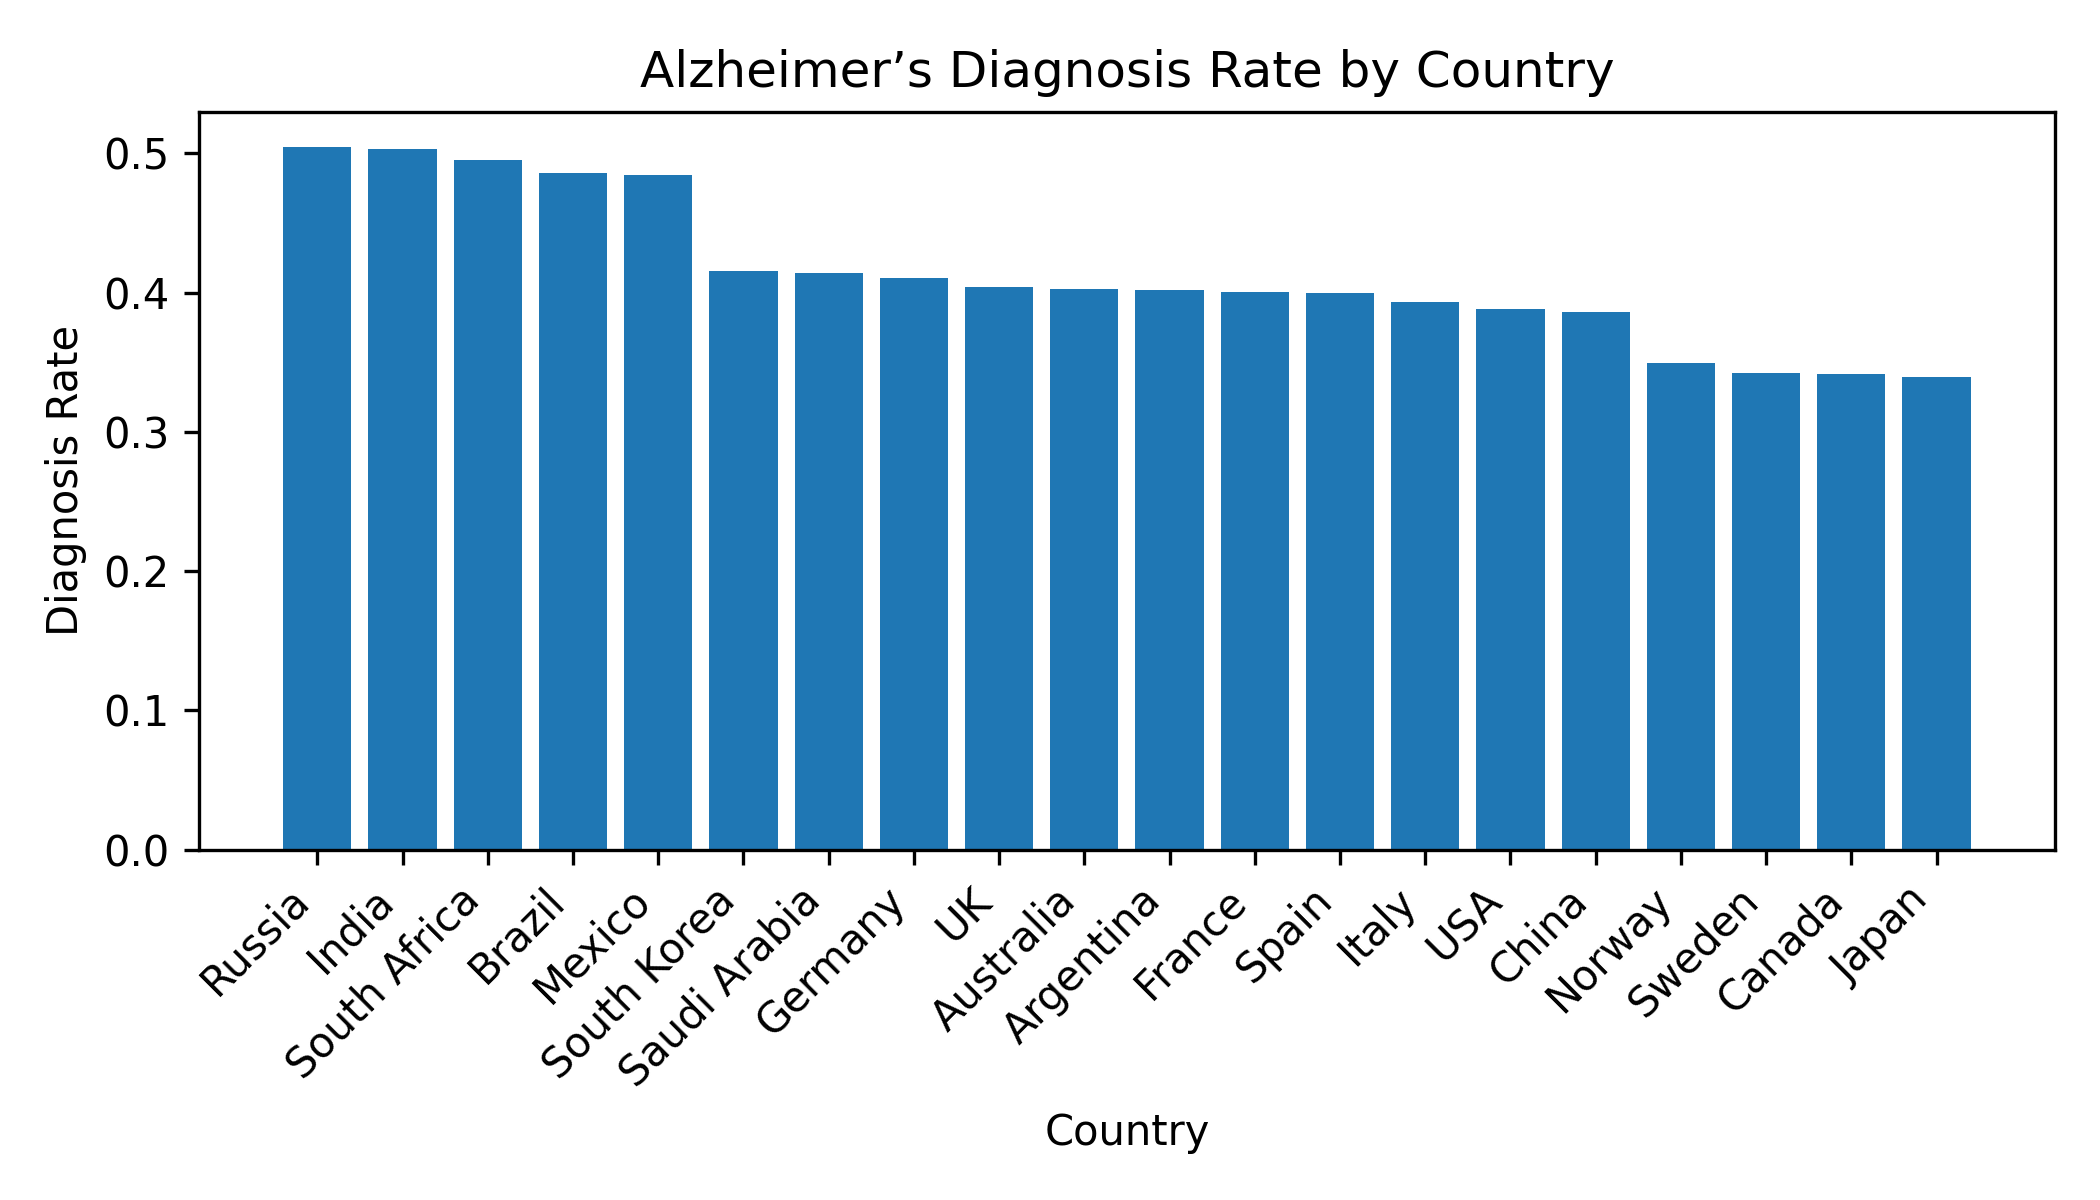 Alzheimer’s Diagnosis Rate by Country
Diagnosis Rate
0.5
0.4
0.3
0.2
0.1
0.0
Russia
India
South Africa
Brazil
Mexico
South Korea
Saudi Arabia
Germany
UK
Australia
Argentina
France
Spain
Italy
USA
China
Norway
Sweden
Canada
Japan
Country